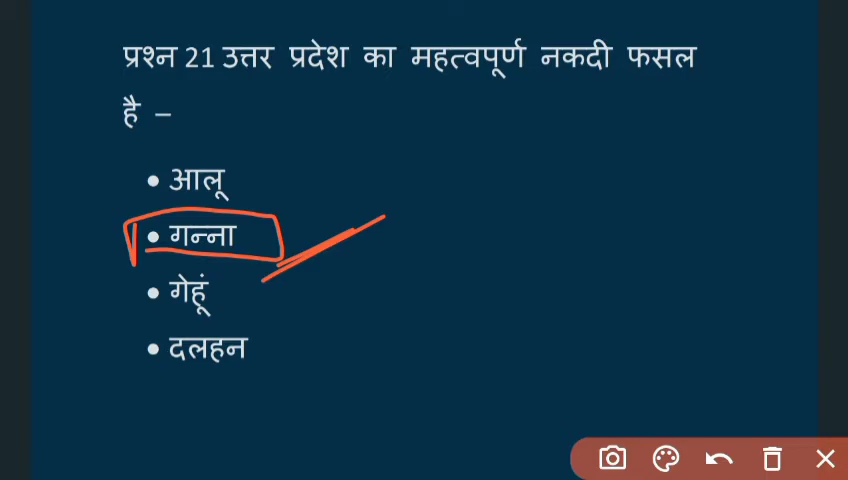 प्रश्न 21 उत्तर प्रदेश का महत्वपूर्ण नकदी फसल
है –
• आलू
• गन्ना
• गेहूं
• दलहन